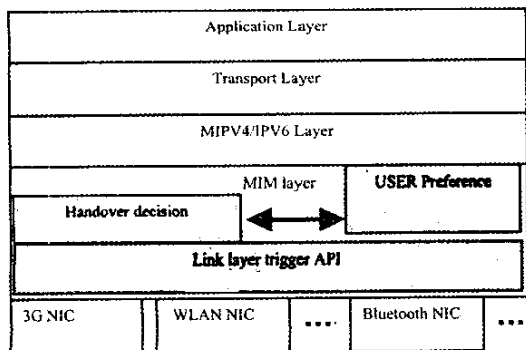 Application Layer
Transport Layer
MIPV4/IPV6 Layer
MIM layer
USER Preference
Handover decision
Link layer trigger API
3G NIC
WLAN NIC
....
Bluetooth NIC
....